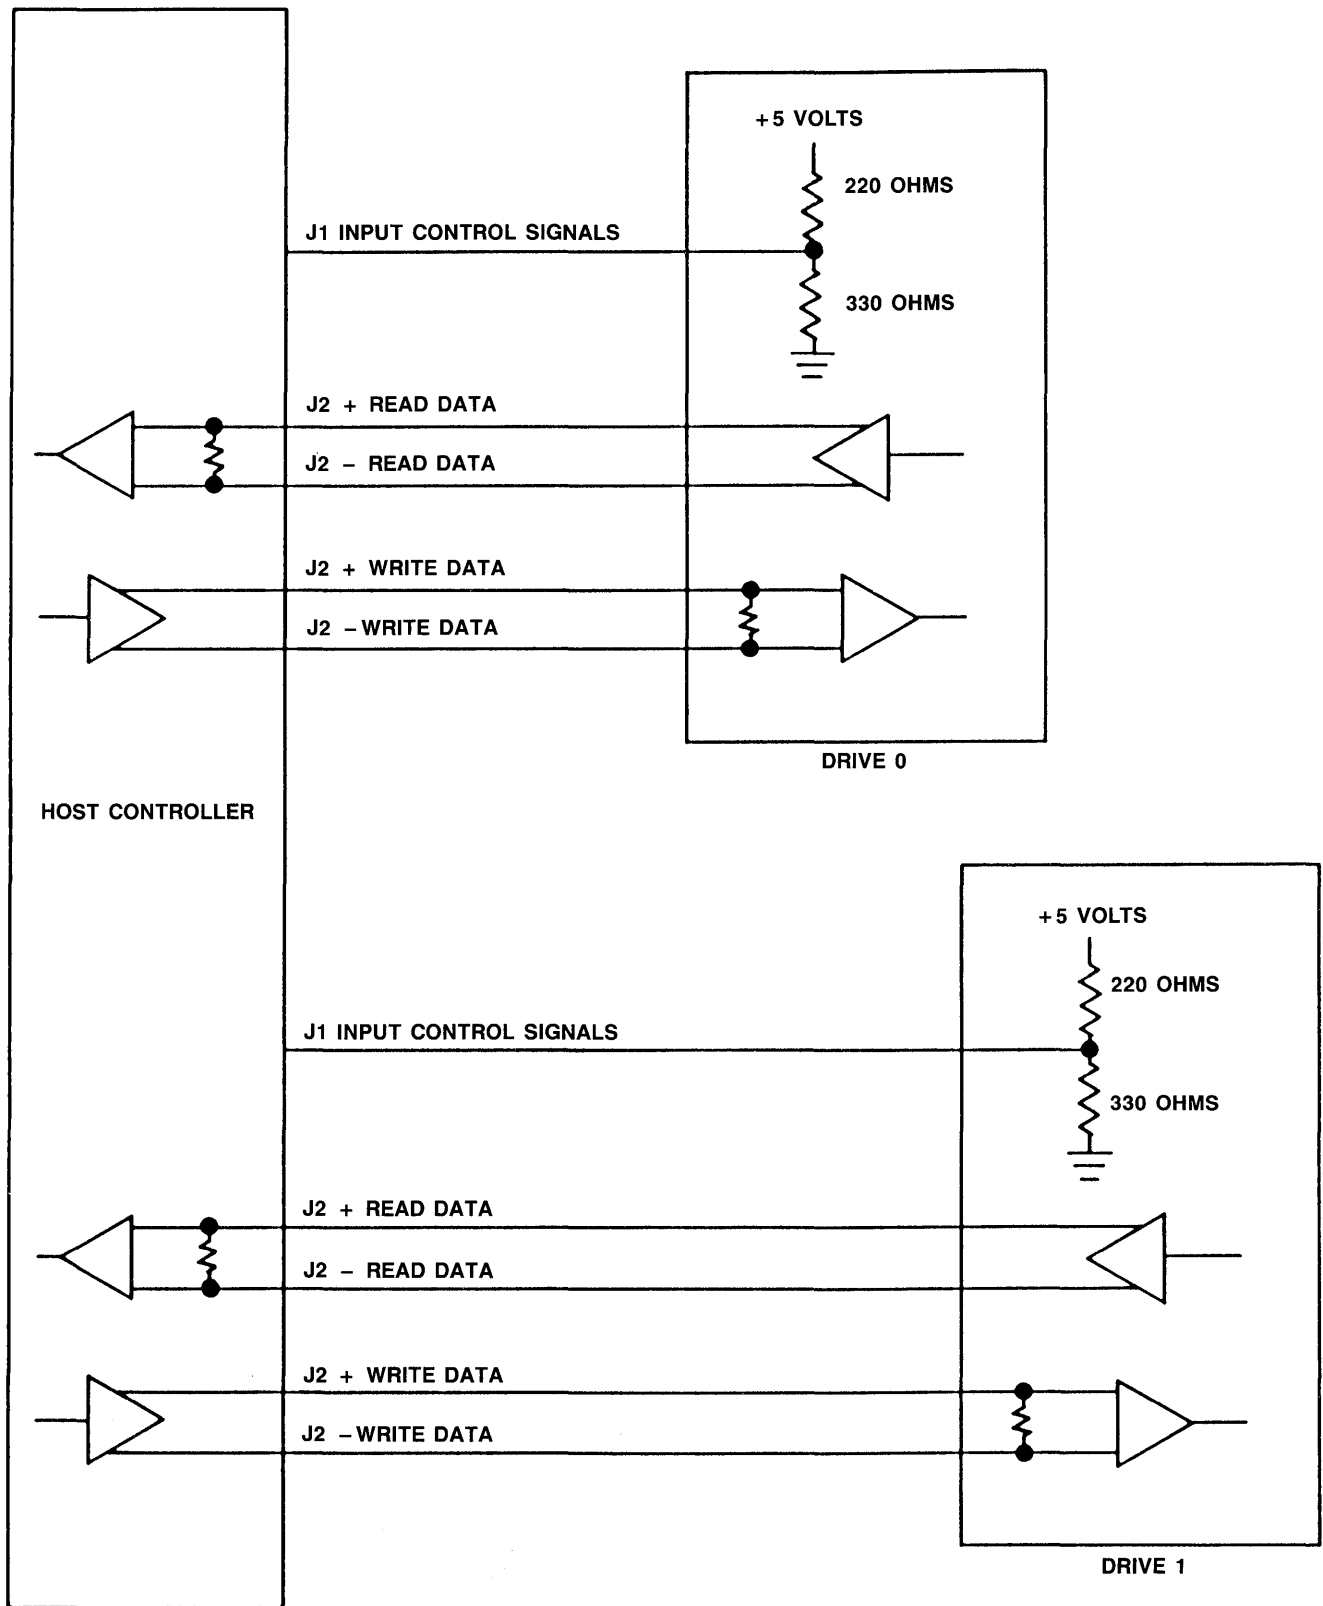 +5 VOLTS
220 OHMS
J1 INPUT CONTROL SIGNALS
330 OHMS
J2 + READ DATA
J2 – READ DATA
J2 + WRITE DATA
J2 –WRITE DATA
DRIVE 0
HOST CONTROLLER
+5 VOLTS
220 OHMS
J1 INPUT CONTROL SIGNALS
330 OHMS
J2 + READ DATA
J2 – READ DATA
J2 + WRITE DATA
J2 –WRITE DATA
DRIVE 1